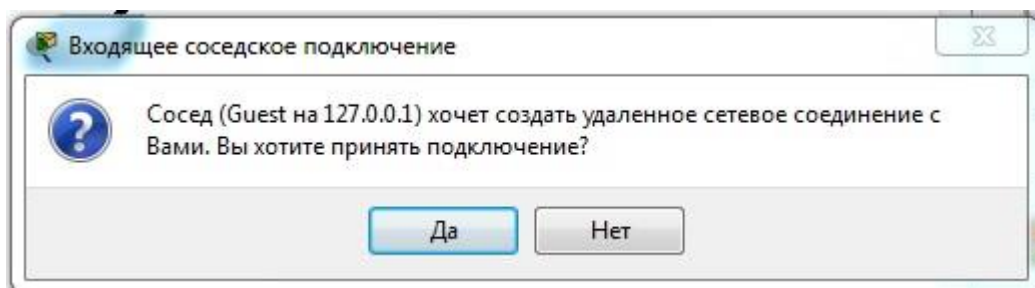 Входящее соседское подключение
Сосед (Guest на 127.0.0.1) хочет создать удаленное сетевое соединение с
Вами. Вы хотите принять подключение?
Да Нет